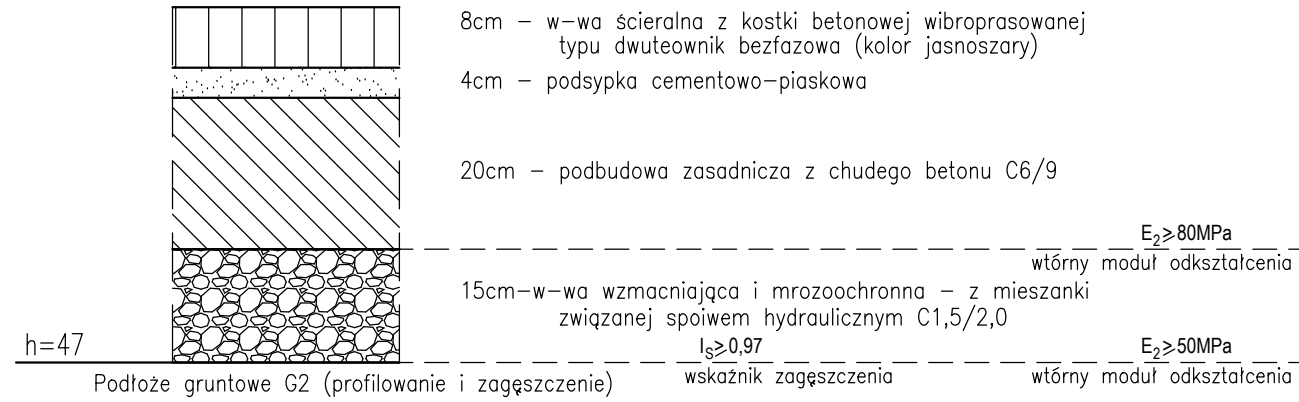 8cm – w–wa ścieralna z kostki betonowej wibroprasowanej
typu dwuteownik bezfazowa (kolor jasnoszary)
4cm – podsypka cementowo–piaskowa
20cm – podbudowa zasadnicza z chudego betonu C6/9
E₂⩾80MPa
wtórny moduł odkształcenia
15cm–w–wa wzmacniająca i mrozoochronna – z mieszanki
związanej spoiwem hydraulicznym C1,5/2,0
h=47
Iₛ⩾0,97
E₂⩾50MPa
Podłoże gruntowe G2 (profilowanie i zagęszczenie)
wskaźnik zagęszczenia
wtórny moduł odkształcenia